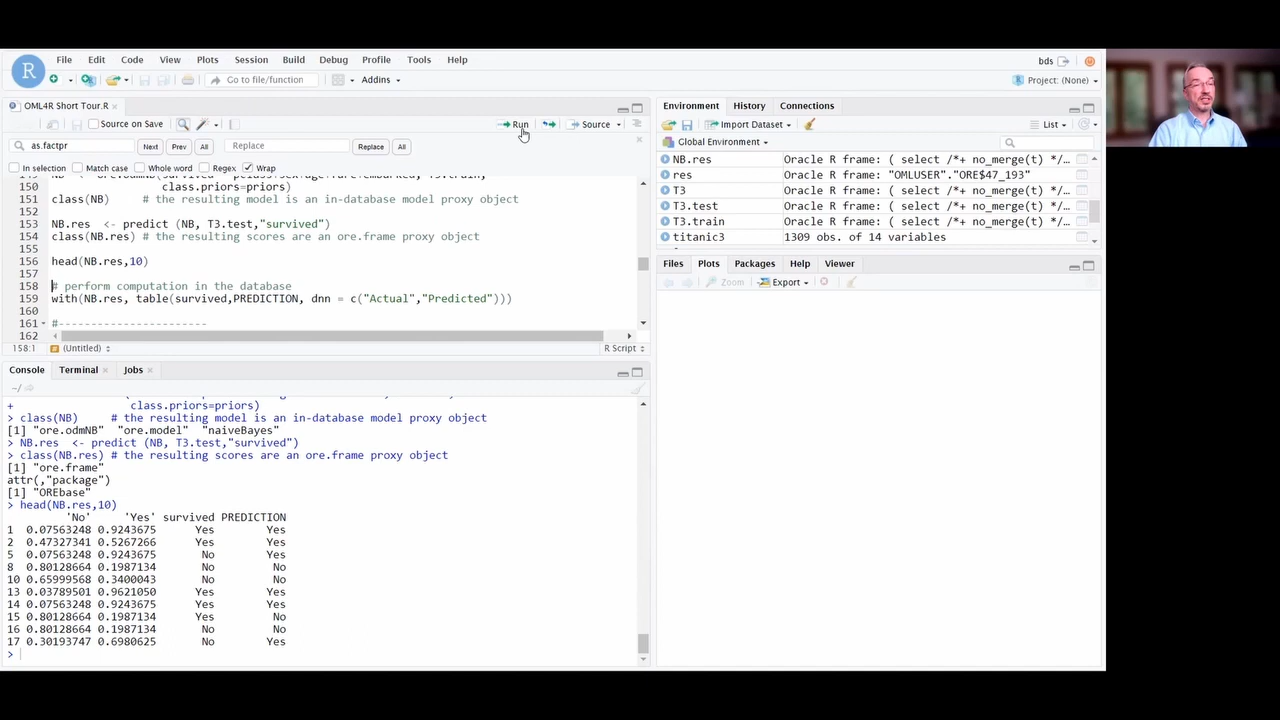 R
File Edit Code View Plots Session Build Debug Profile Tools Help
bds
Go to file/function
Addins
Project: (None)
OML4R Short Tour.R
Source on Save
Run
Source
as.factpr
Next
Prev
All
Replace
Replace
All
In selection
Match case
Whole word
Regex
Wrap
150 class.priors=priors)
151 class(NB) # the resulting model is an in-database model proxy object
152
153 NB.res <- predict (NB, T3.test,"survived")
154 class(NB.res) # the resulting scores are an ore.frame proxy object
155
156 head(NB.res,10)
157
158 # perform computation in the database
159 with(NB.res, table(survived,PREDICTION, dnn = c("Actual","Predicted")))
160
161 #-----------------------
162
158:1 (Untitled) R Script
Console Terminal Jobs
~/
+ class.priors=priors)
> class(NB) # the resulting model is an in-database model proxy object
[1] "ore.odmNB" "ore.model" "naiveBayes"
> NB.res <- predict (NB, T3.test,"survived")
> class(NB.res) # the resulting scores are an ore.frame proxy object
[1] "ore.frame"
attr(,"package")
[1] "OREbase"
> head(NB.res,10)
'No' 'Yes' survived PREDICTION
1 0.07563248 0.9243675 Yes Yes
2 0.47327341 0.5267266 Yes Yes
5 0.07563248 0.9243675 No Yes
8 0.80128664 0.1987134 No No
10 0.65999568 0.3400043 No No
13 0.03789501 0.9621050 Yes Yes
14 0.07563248 0.9243675 Yes Yes
15 0.80128664 0.1987134 Yes No
16 0.80128664 0.1987134 No No
17 0.30193747 0.6980625 No Yes
>
Environment History Connections
Import Dataset
List
Global Environment
NB.res Oracle R frame: ( select /*+ no_merge(t) */…
res Oracle R frame: "OMLUSER"."ORE$47_193"
T3 Oracle R frame: ( select /*+ no_merge(t) */…
T3.test Oracle R frame: ( select /*+ no_merge(t) */…
T3.train Oracle R frame: ( select /*+ no_merge(t) */…
titanic3 1309 obs. of 14 variables
Files Plots Packages Help Viewer
Zoom
Export